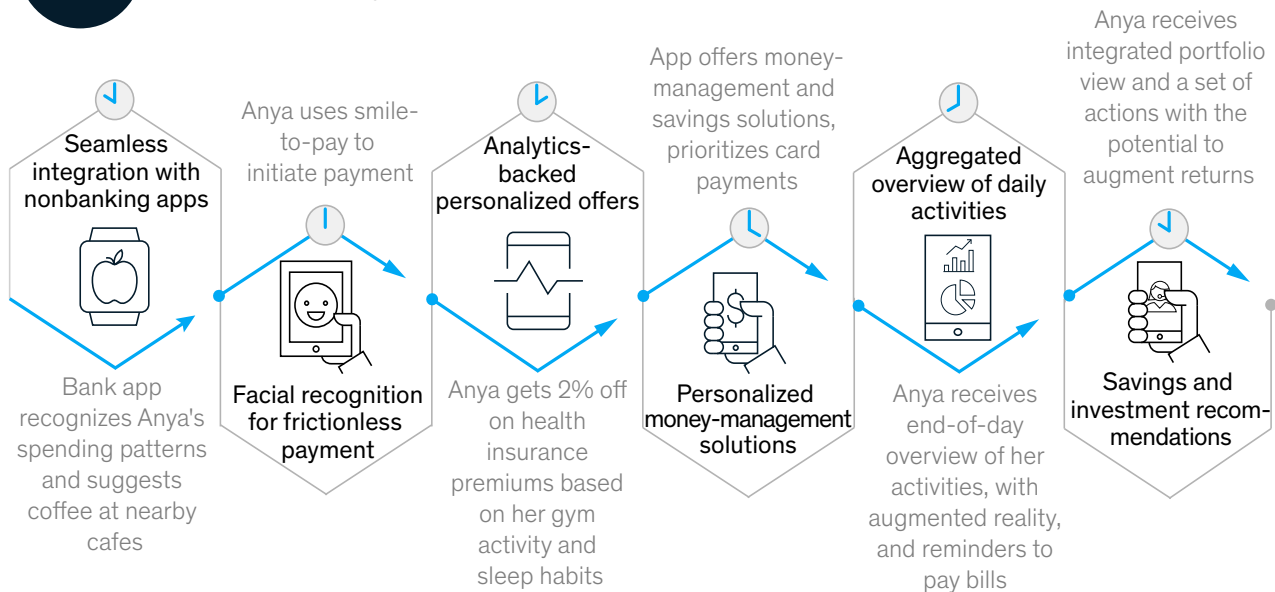 Seamless
integration with
nonbanking apps
Bank app
recognizes Anya's
spending patterns
and suggests
coffee at nearby
cafes
Anya uses smile-
to-pay to
initiate payment
Facial recognition
for frictionless
payment
Analytics-
backed
personalized offers
Anya gets 2% off
on health
insurance
premiums based
on her gym
activity and
sleep habits
App offers money-
management and
savings solutions,
prioritizes card
payments
$
Personalized
money-management
solutions
Aggregated
overview of daily
activities
Anya receives
end-of-day
overview of her
activities, with
augmented reality,
and reminders to
pay bills
Anya receives
integrated portfolio
view and a set of
actions with the
potential to
augment returns
Savings and
investment recom-
mendations